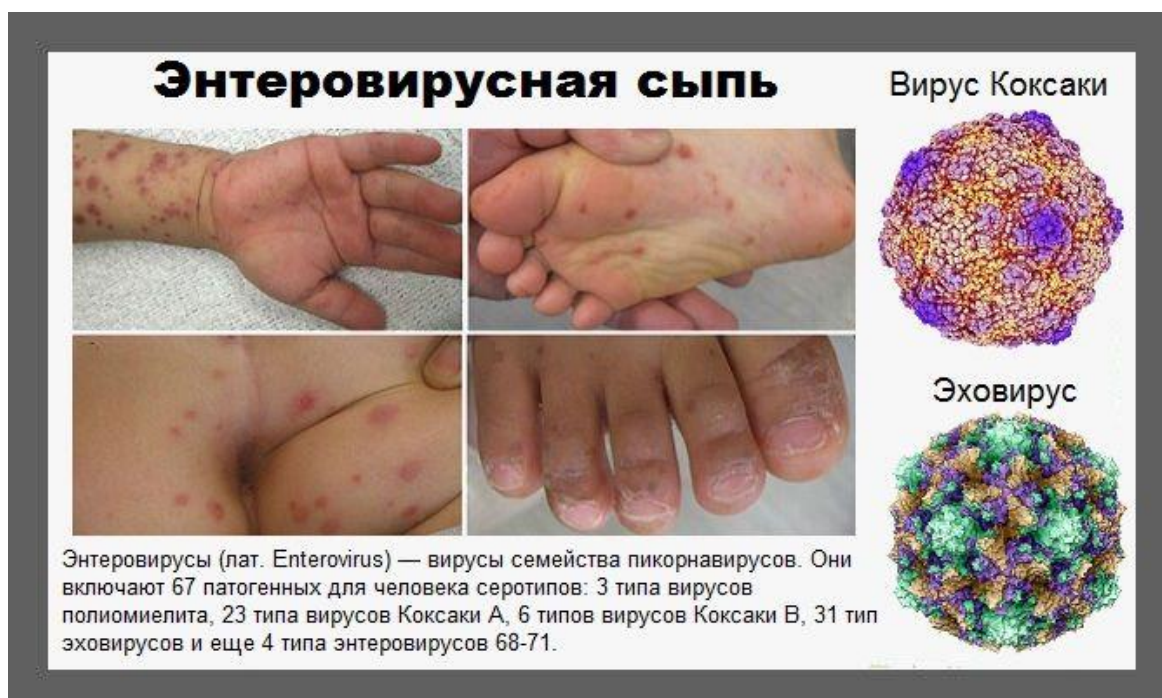 Энтеровирусная сыпь
Вирус Коксаки
Эховирус
Энтеровирусы (лат. Enterovirus) — вирусы семейства пикорнавирусов. Они
включают 67 патогенных для человека серотипов: 3 типа вирусов
полиомиелита, 23 типа вирусов Коксаки А, 6 типов вирусов Коксаки В, 31 тип
эховирусов и еще 4 типа энтеровирусов 68-71.